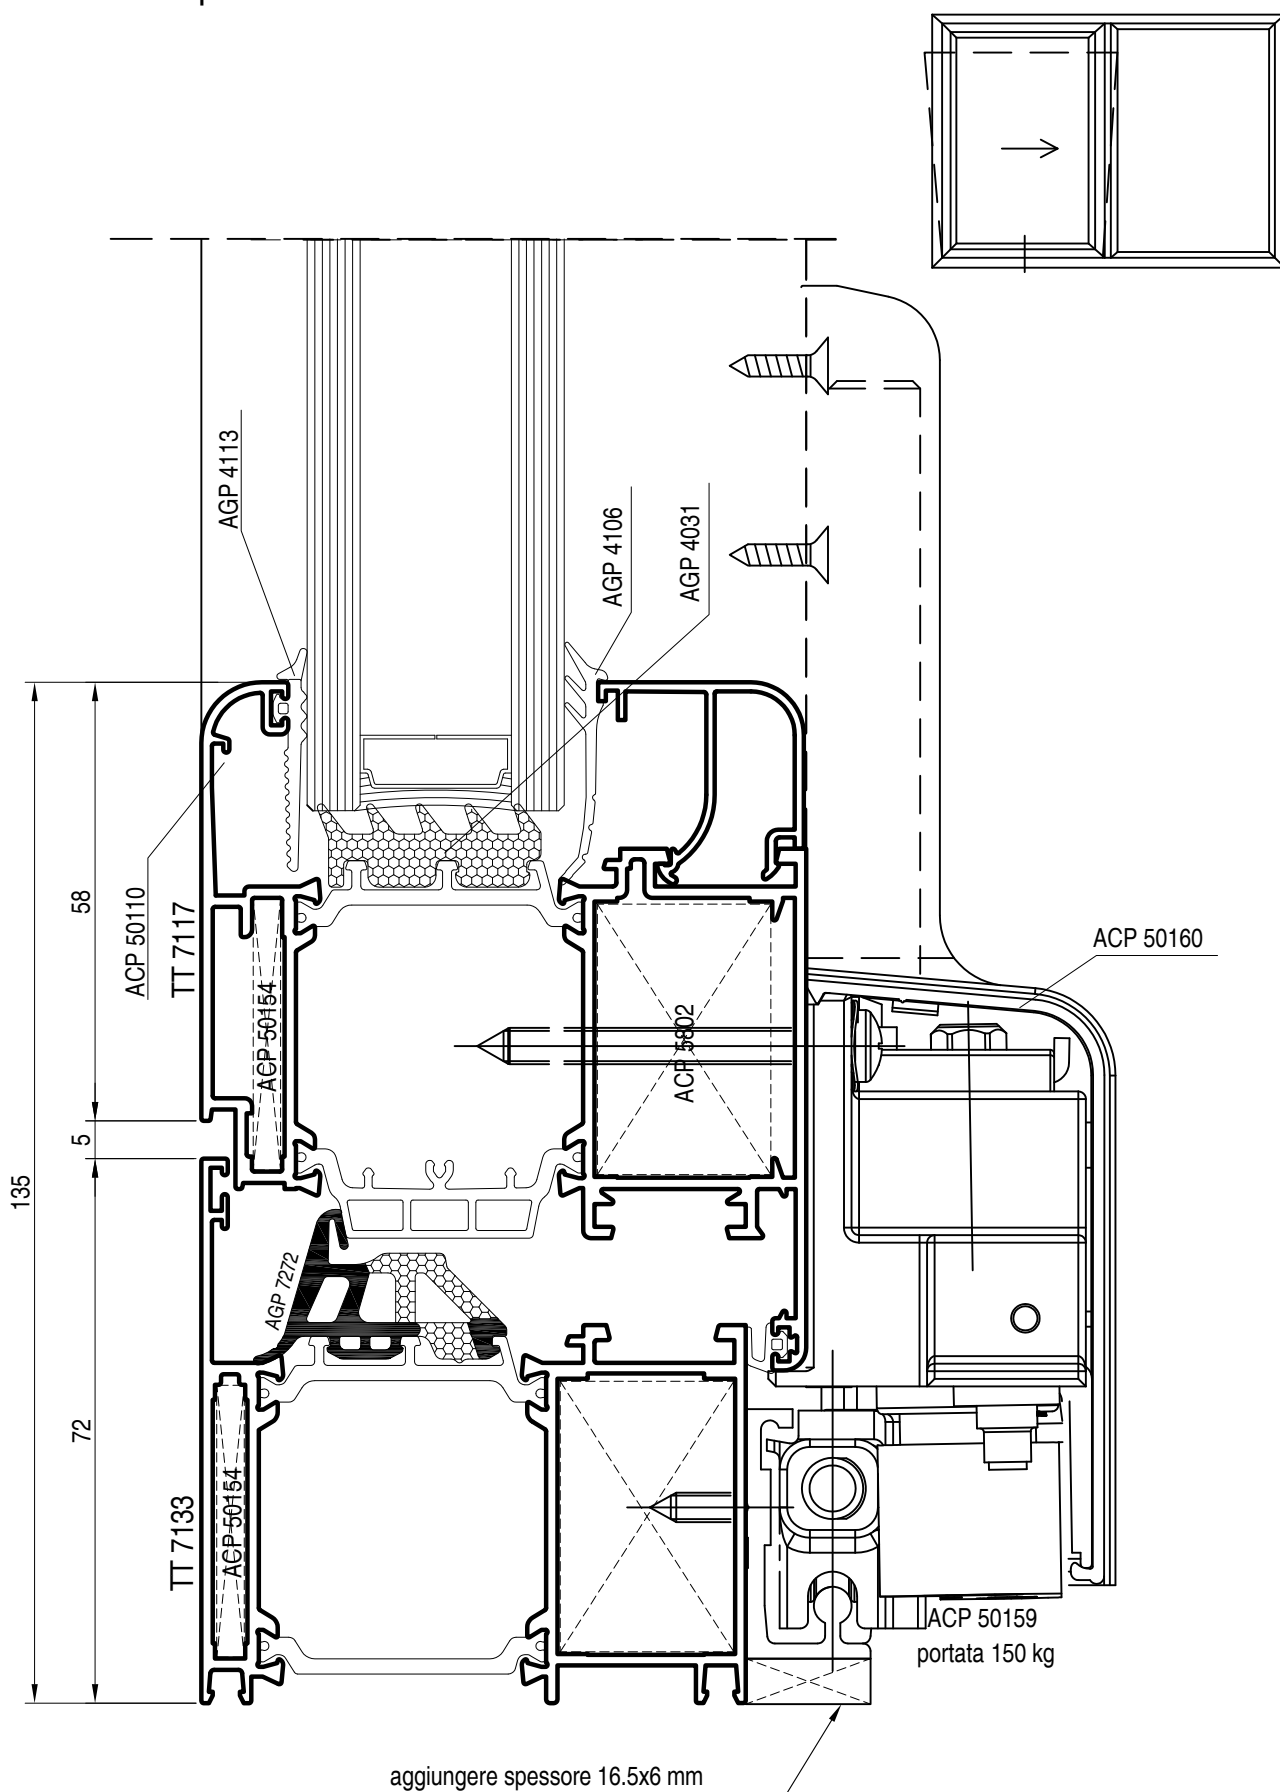 AGP 4113
AGP 4106
AGP 4031
ACP 50110
TT 7117
ACP 50154
ACP 5802
ACP 50160
58
5
135
72
AGP 7272
TT 7133
ACP 50154
ACP 50159
portata 150 kg
aggiungere spessore 16.5x6 mm